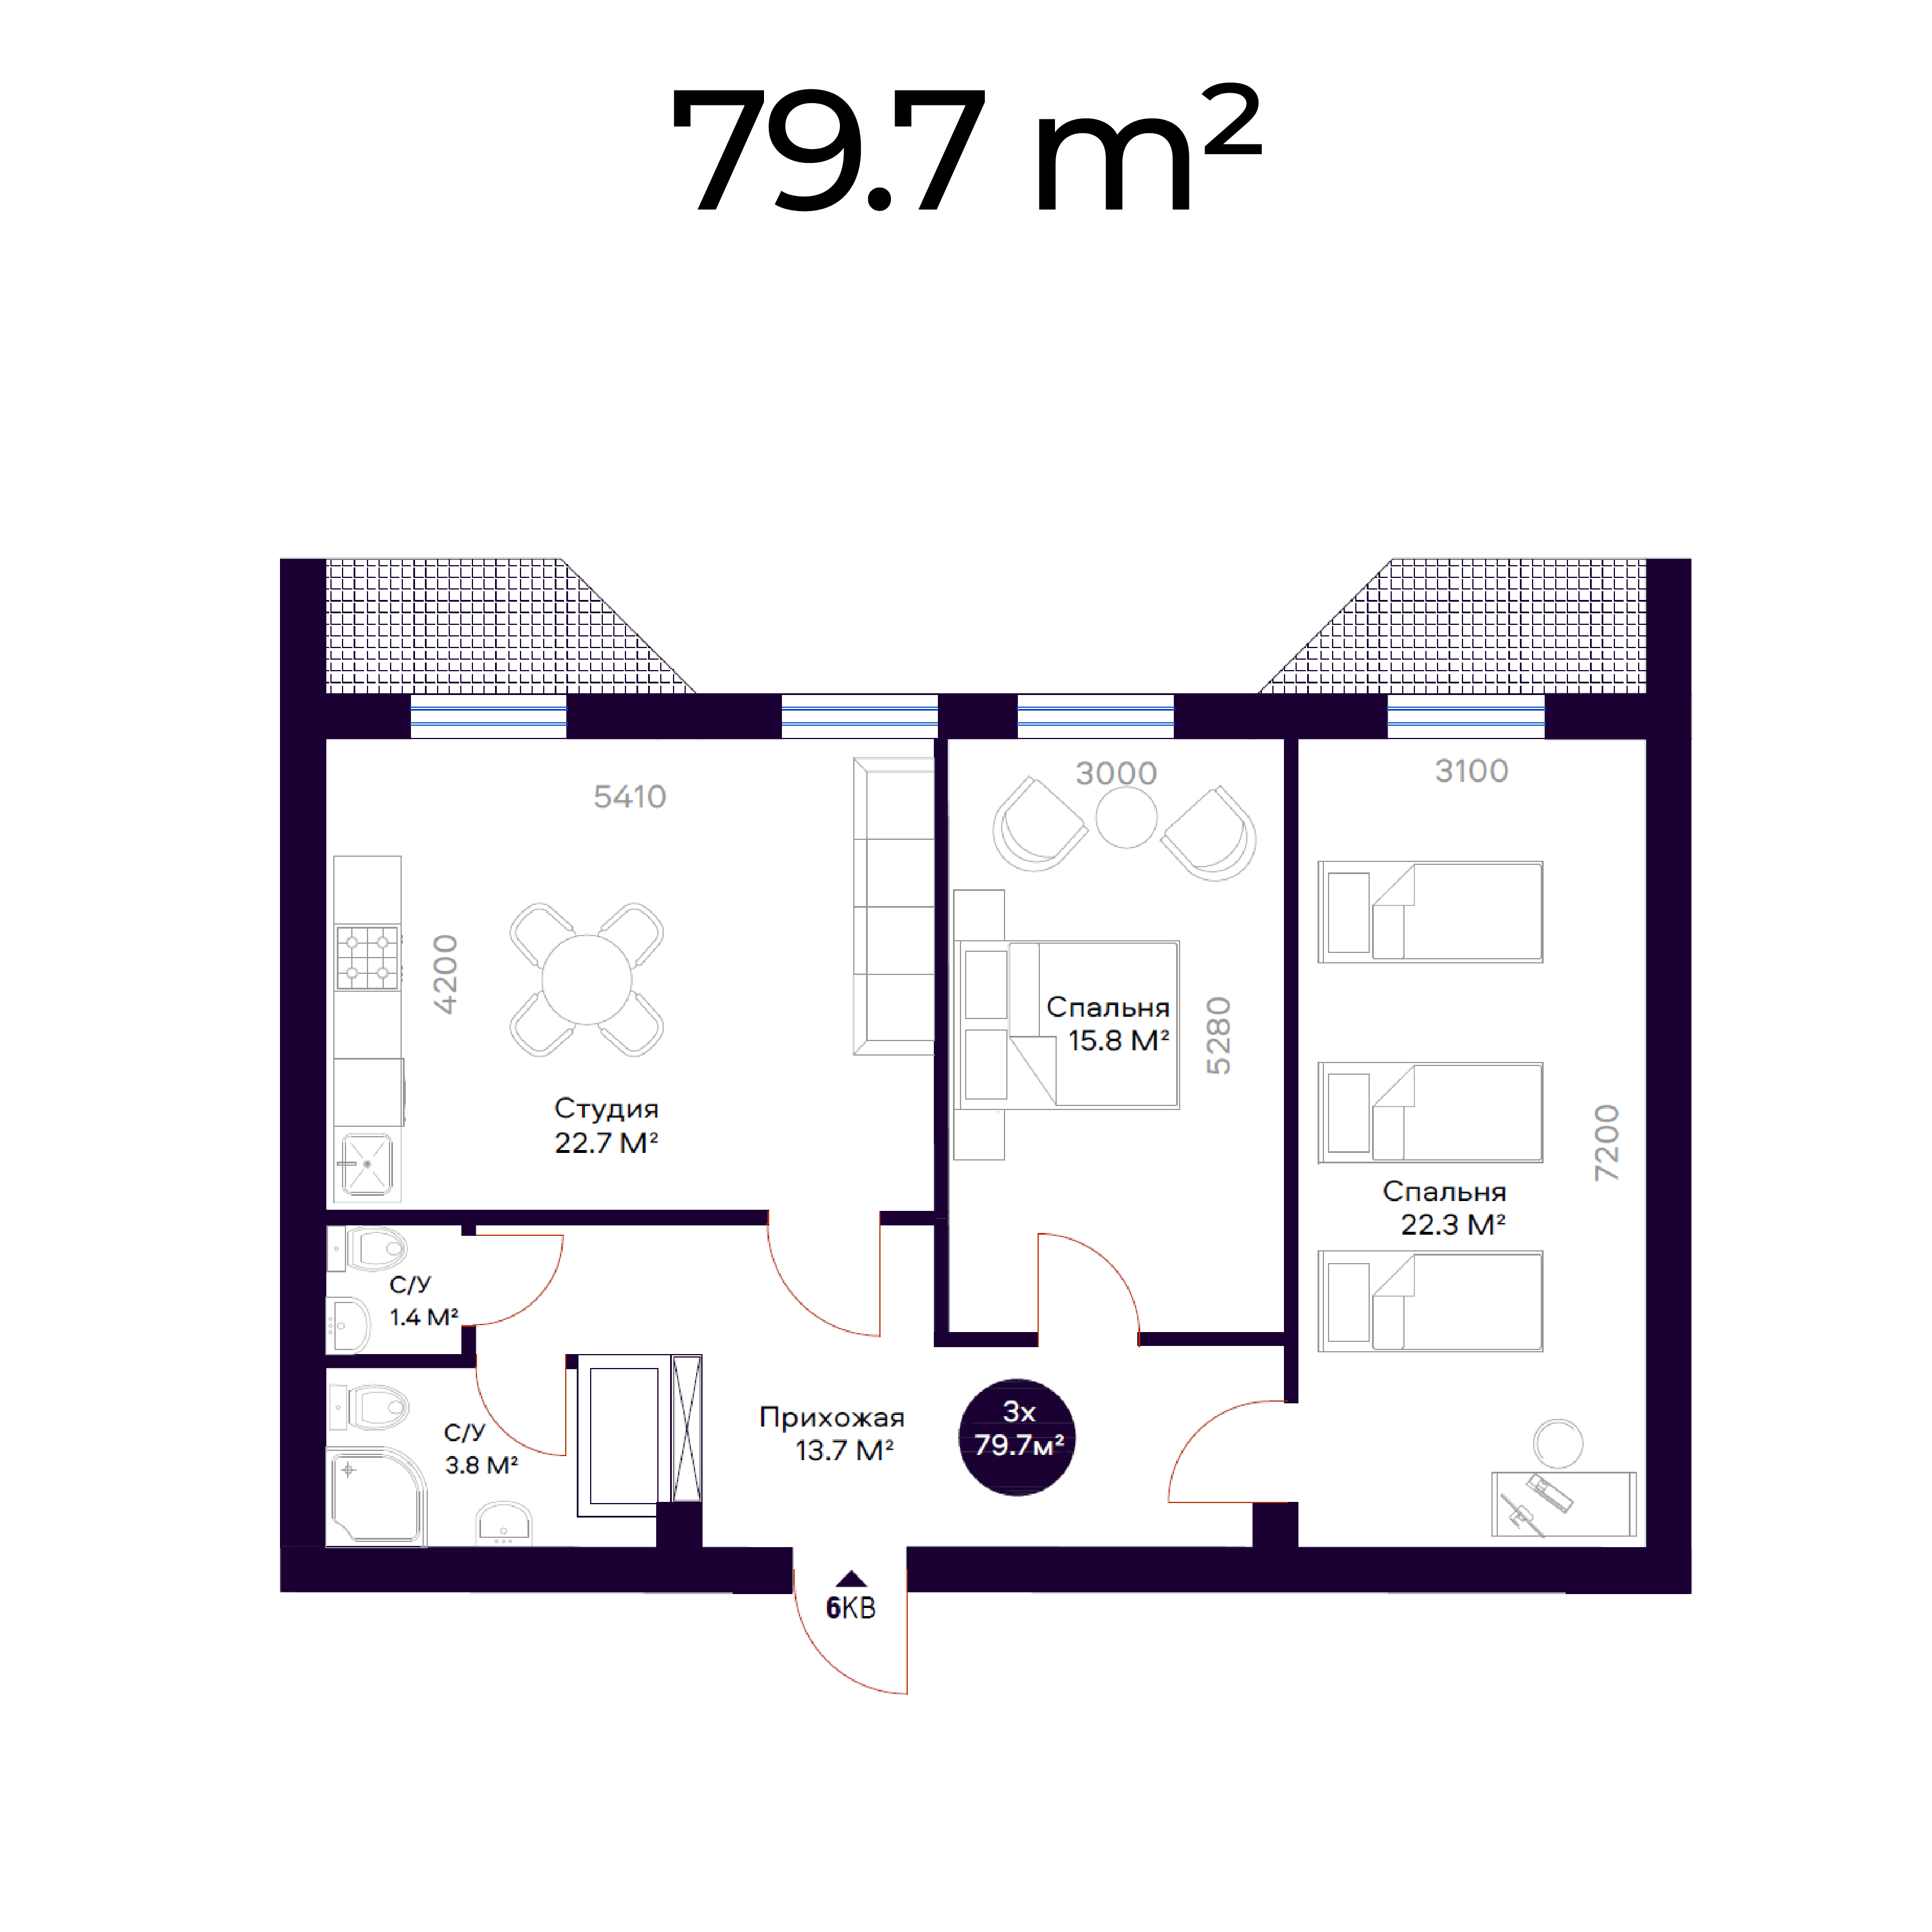 79.7 m²
5410
3000
3100
4200
5280
7200
Спальня
15.8 М²
Студия
22.7 М²
Спальня
22.3 М²
С/У
1.4 М²
С/У
3.8 М²
Прихожая
13.7 М²
3х
79.7м²
6КВ